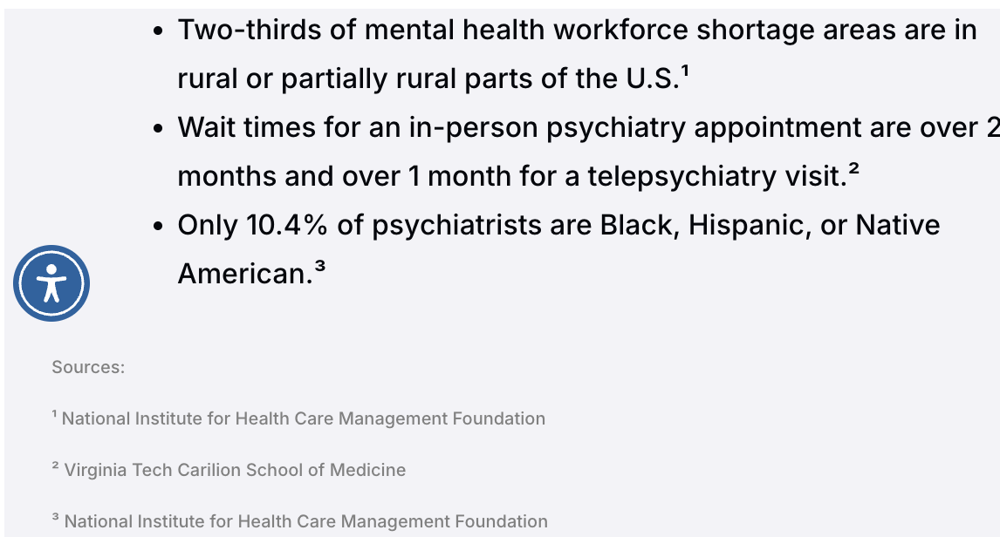 • Two-thirds of mental health workforce shortage areas are in
rural or partially rural parts of the U.S.¹
• Wait times for an in-person psychiatry appointment are over 2
months and over 1 month for a telepsychiatry visit.²
• Only 10.4% of psychiatrists are Black, Hispanic, or Native
American.³
Sources:
¹ National Institute for Health Care Management Foundation
² Virginia Tech Carilion School of Medicine
³ National Institute for Health Care Management Foundation